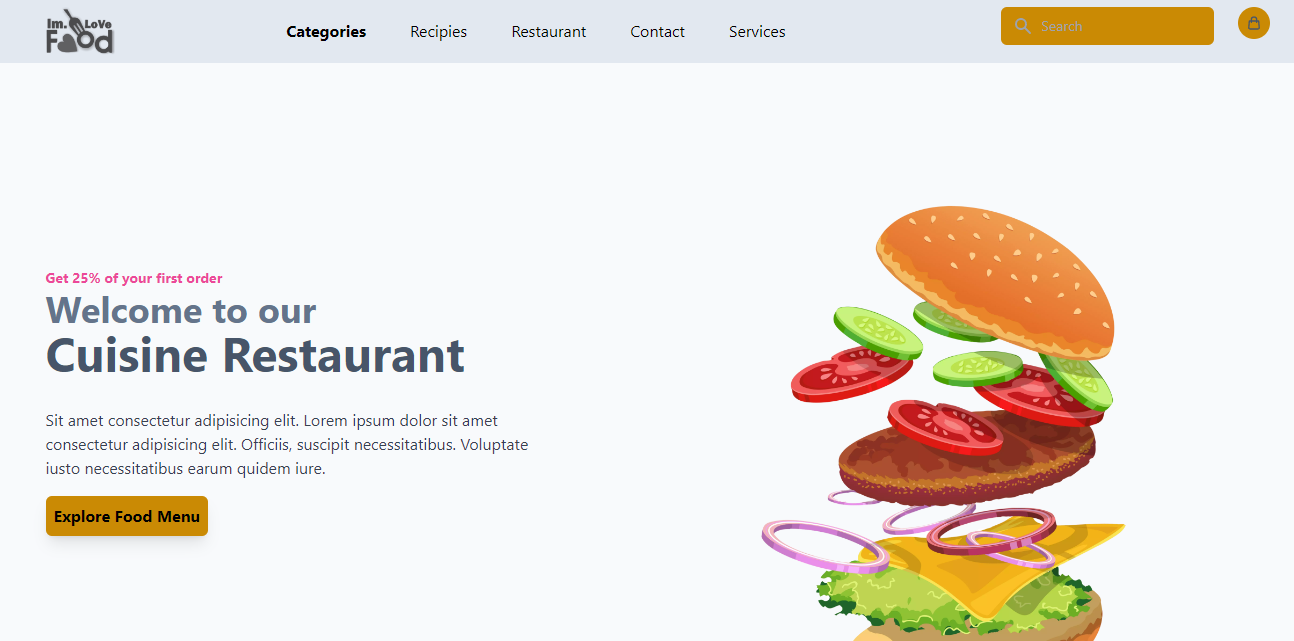 Im. LoVe
Food
Categories Recipies Restaurant Contact Services
Search
Get 25% of your first order
Welcome to our
Cuisine Restaurant
Sit amet consectetur adipisicing elit. Lorem ipsum dolor sit amet
consectetur adipisicing elit. Officiis, suscipit necessitatibus. Voluptate
iusto necessitatibus earum quidem iure.
Explore Food Menu